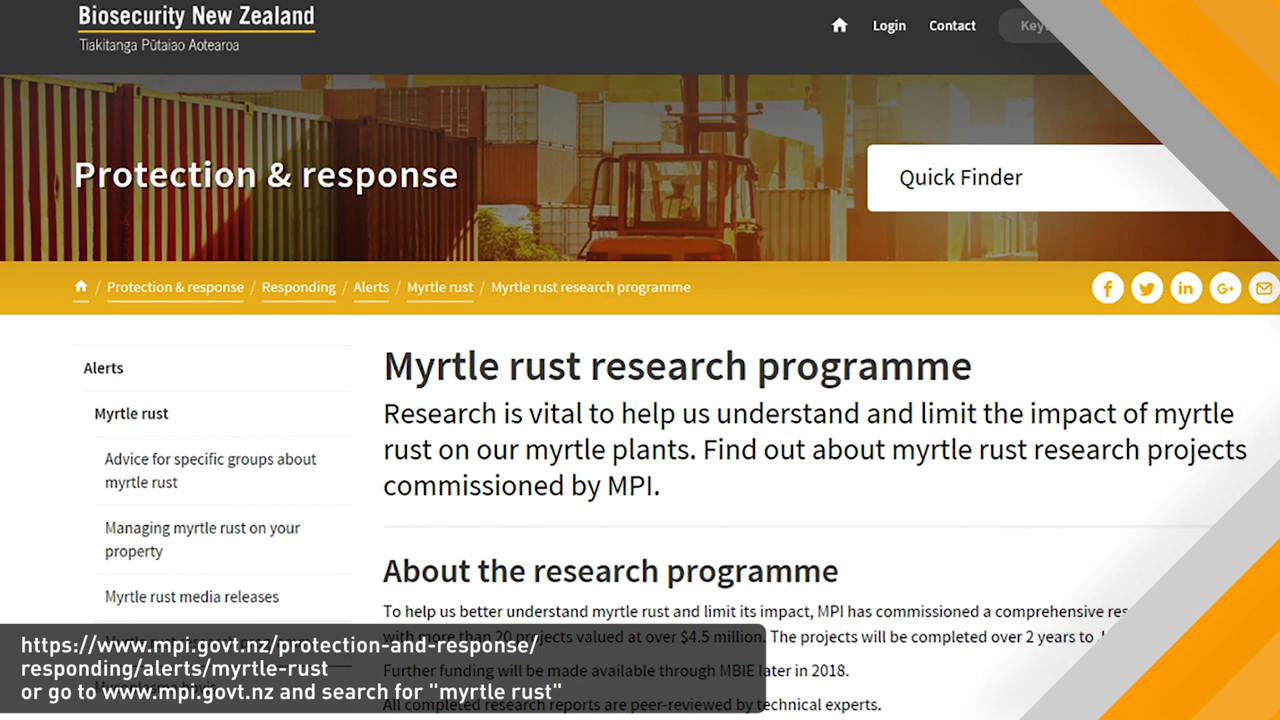 Biosecurity New Zealand
Tiakitanga Pūtaiao Aotearoa
Login
Contact
Protection & response
Quick Finder
/ Protection & response / Responding / Alerts / Myrtle rust / Myrtle rust research programme
Alerts
Myrtle rust
Advice for specific groups about
myrtle rust
Managing myrtle rust on your
property
Myrtle rust media releases
Myrtle rust research programme
Research is vital to help us understand and limit the impact of myrtle
rust on our myrtle plants. Find out about myrtle rust research projects
commissioned by MPI.
About the research programme
To help us better understand myrtle rust and limit its impact, MPI has commissioned a comprehensive
with more than 20 projects valued at over $4.5 million. The projects will be completed over 2 years to
Further funding will be made available through MBIE later in 2018.
All completed research reports are peer-reviewed by technical experts.
https://www.mpi.govt.nz/protection-and-response/
responding/alerts/myrtle-rust
or go to www.mpi.govt.nz and search for "myrtle rust"